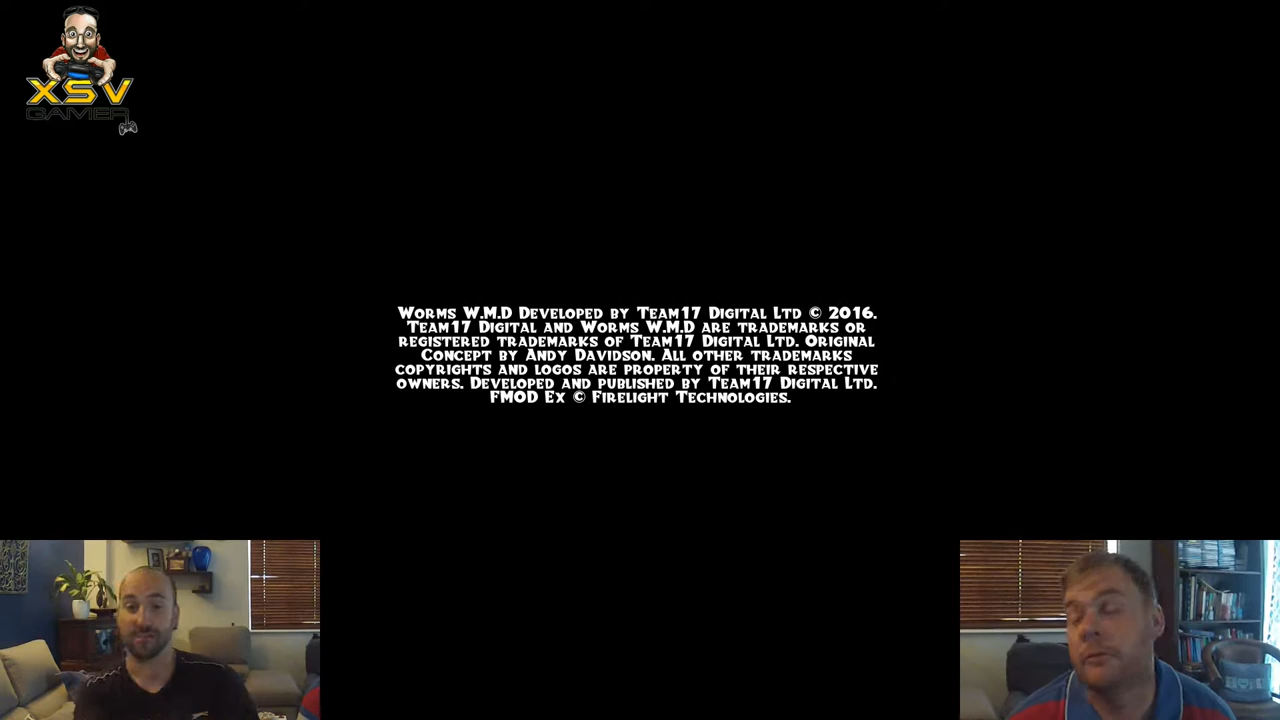 XSV
GAMER
Worms W.M.D Developed by Team17 Digital Ltd © 2016.
Team17 Digital and Worms W.M.D are trademarks or
registered trademarks of Team17 Digital Ltd. Original
Concept by Andy Davidson. All other trademarks
copyrights and logos are property of their respective
owners. Developed and published by Team17 Digital Ltd.
FMOD Ex © Firelight Technologies.